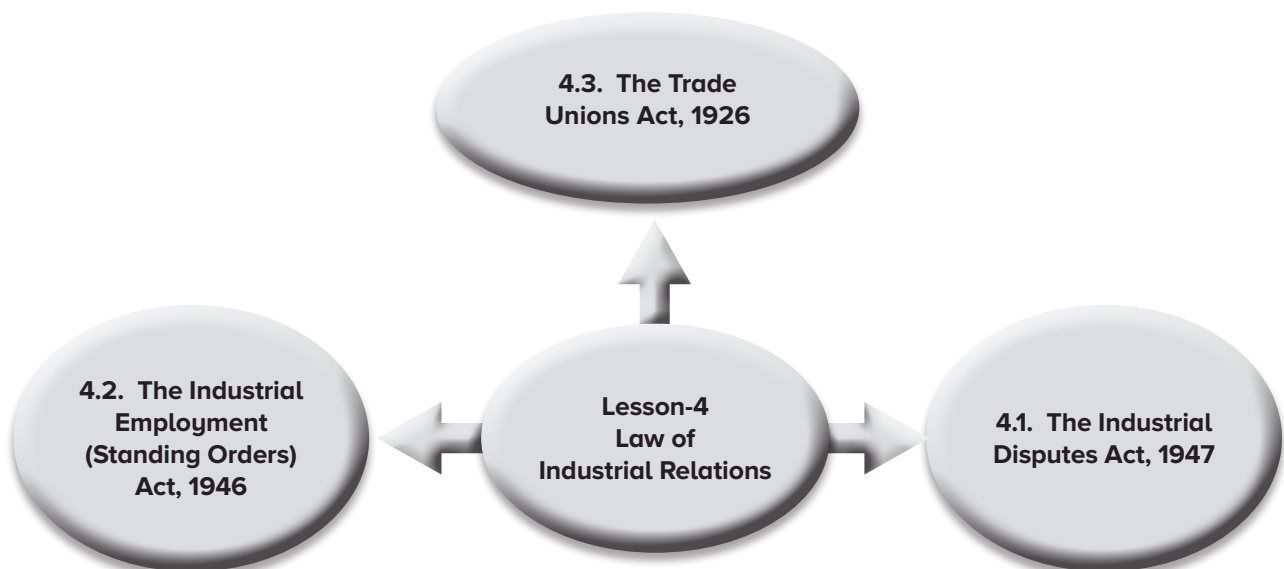 4.3. The Trade
Unions Act, 1926
4.2. The Industrial
Employment
(Standing Orders)
Act, 1946
Lesson-4
Law of
Industrial Relations
4.1. The Industrial
Disputes Act, 1947